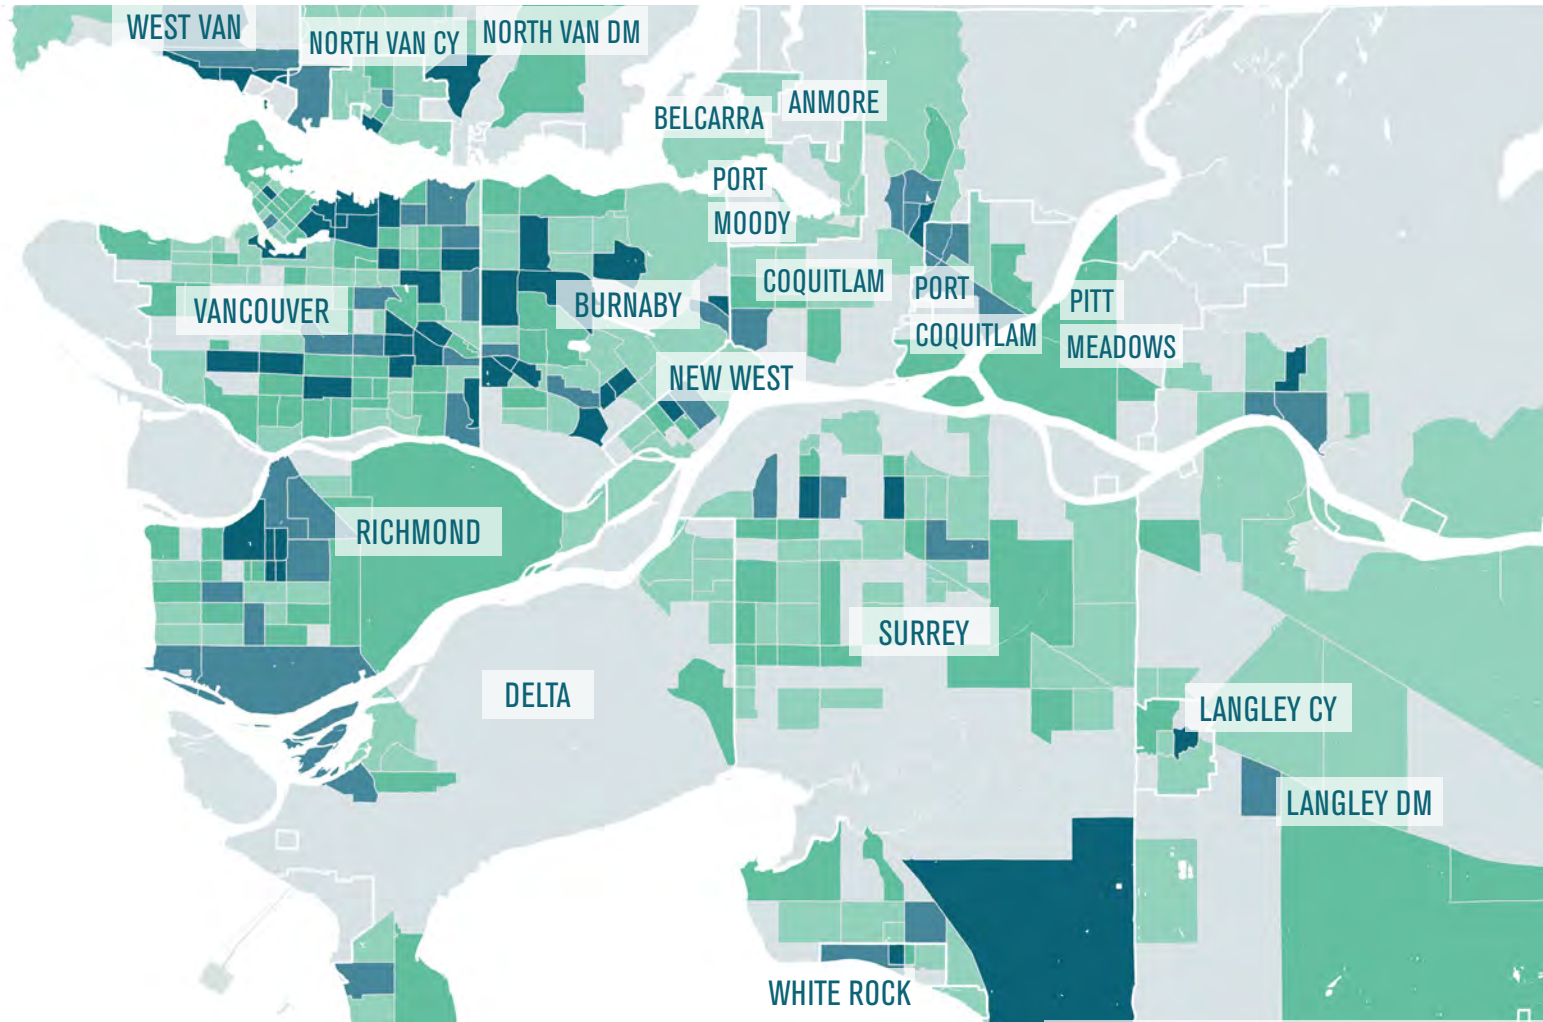 WEST VAN
NORTH VAN CY
NORTH VAN DM
BELCARRA
ANMORE
PORT
MOODY
COQUITLAM
PORT
COQUITLAM
PITT
MEADOWS
VANCOUVER
BURNABY
NEW WEST
RICHMOND
SURREY
DELTA
LANGLEY CY
LANGLEY DM
WHITE ROCK